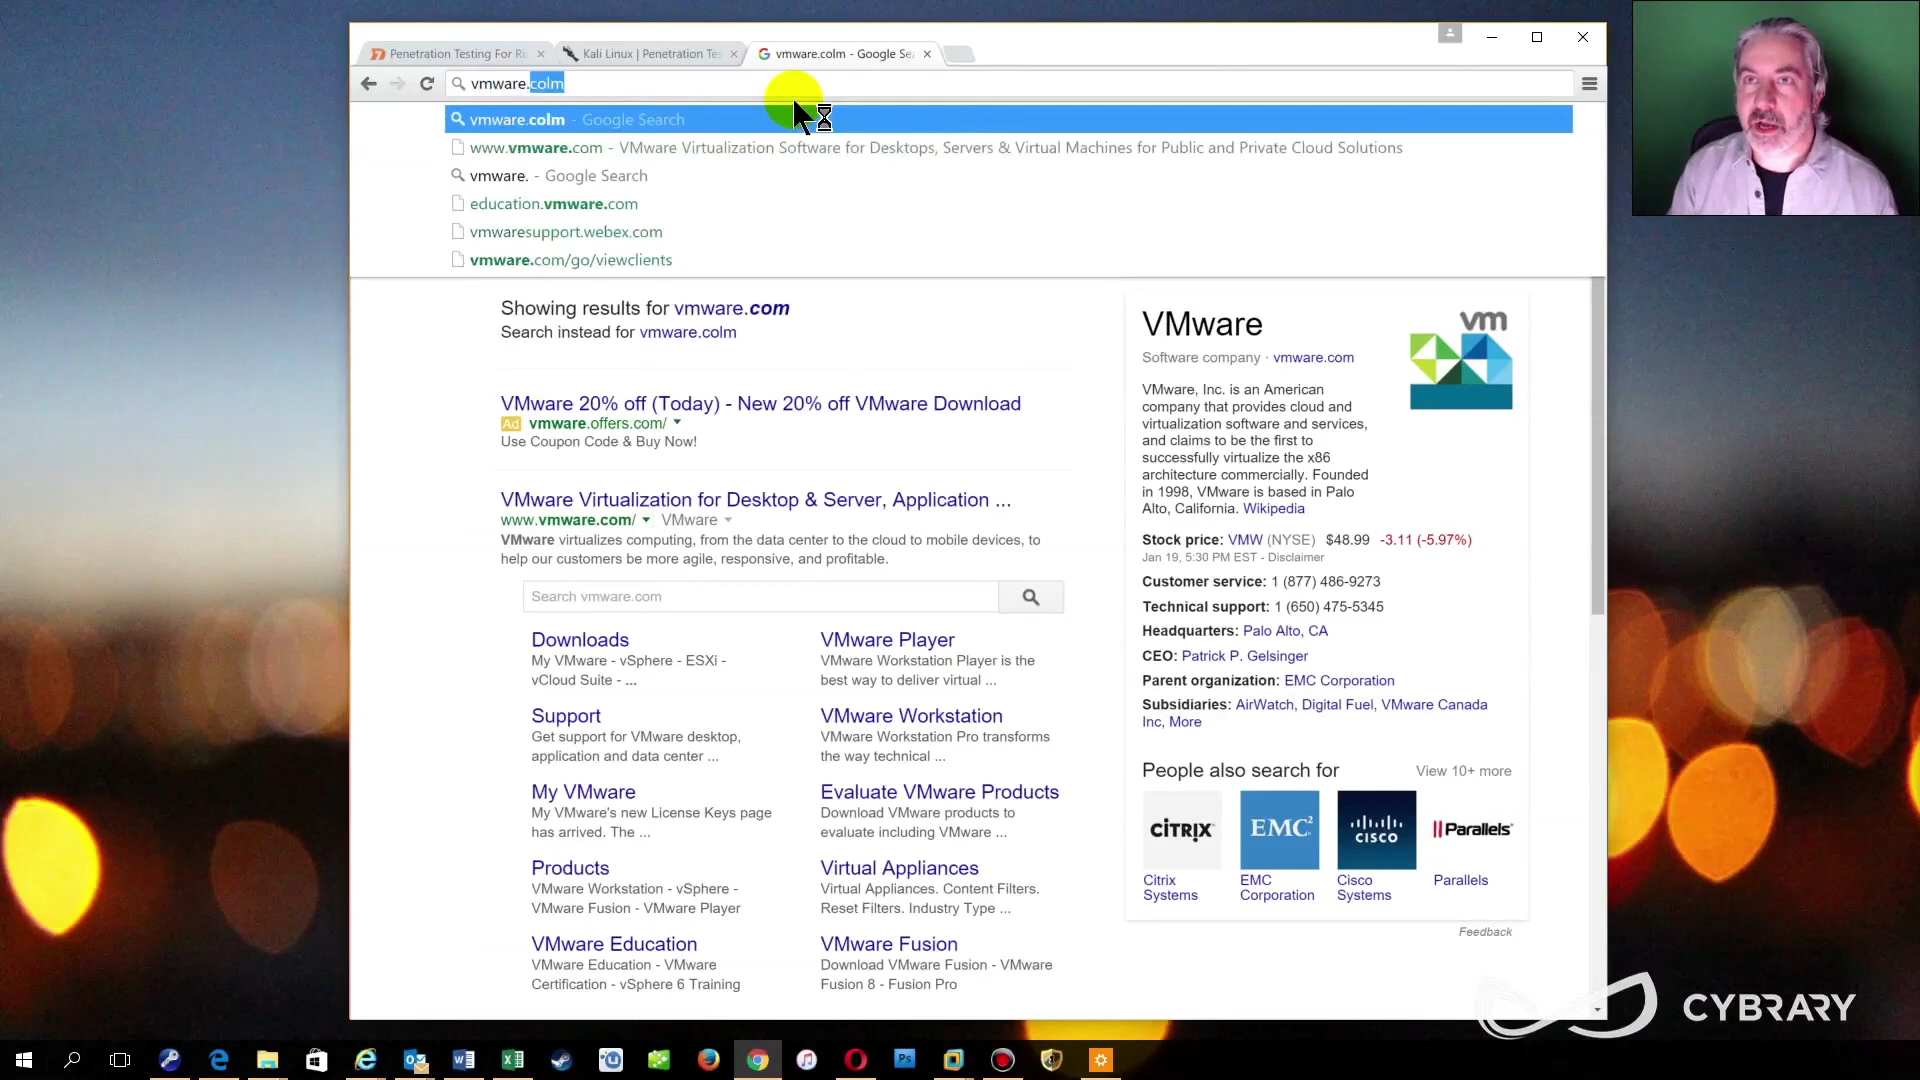 Penetration Testing For Ri
Kali Linux | Penetration Te
vmware.colm - Google Sea
vmware.colm
vmware.colm - Google Search
www.vmware.com - VMware Virtualization Software for Desktops, Servers & Virtual Machines for Public and Private Cloud Solutions
vmware. - Google Search
education.vmware.com
vmwaresupport.webex.com
vmware.com/go/viewclients
Showing results for vmware.com
Search instead for vmware.colm
VMware 20% off (Today) - New 20% off VMware Download
Ad vmware.offers.com/
Use Coupon Code & Buy Now!
VMware Virtualization for Desktop & Server, Application ...
www.vmware.com/ VMware
VMware virtualizes computing, from the data center to the cloud to mobile devices, to
help our customers be more agile, responsive, and profitable.
Search vmware.com
Downloads
My VMware - vSphere - ESXi -
vCloud Suite - ...
Support
Get support for VMware desktop,
application and data center ...
My VMware
My VMware's new License Keys page
has arrived. The ...
Products
VMware Workstation - vSphere -
VMware Fusion - VMware Player
VMware Education
VMware Education - VMware
Certification - vSphere 6 Training
VMware Player
VMware Workstation Player is the
best way to deliver virtual ...
VMware Workstation
VMware Workstation Pro transforms
the way technical ...
Evaluate VMware Products
Download VMware products to
evaluate including VMware ...
Virtual Appliances
Virtual Appliances. Content Filters.
Reset Filters. Industry Type ...
VMware Fusion
Download VMware Fusion - VMware
Fusion 8 - Fusion Pro
VMware
vm
Software company · vmware.com
VMware, Inc. is an American
company that provides cloud and
virtualization software and services,
and claims to be the first to
successfully virtualize the x86
architecture commercially. Founded
in 1998, VMware is based in Palo
Alto, California. Wikipedia
Stock price: VMW (NYSE) $48.99 -3.11 (-5.97%)
Jan 19, 5:30 PM EST - Disclaimer
Customer service: 1 (877) 486-9273
Technical support: 1 (650) 475-5345
Headquarters: Palo Alto, CA
CEO: Patrick P. Gelsinger
Parent organization: EMC Corporation
Subsidiaries: AirWatch, Digital Fuel, VMware Canada
Inc, More
People also search for View 10+ more
CITRIX EMC² CISCO Parallels
Citrix
Systems
EMC
Corporation
Cisco
Systems
Parallels
Feedback
CYBRARY
Ps